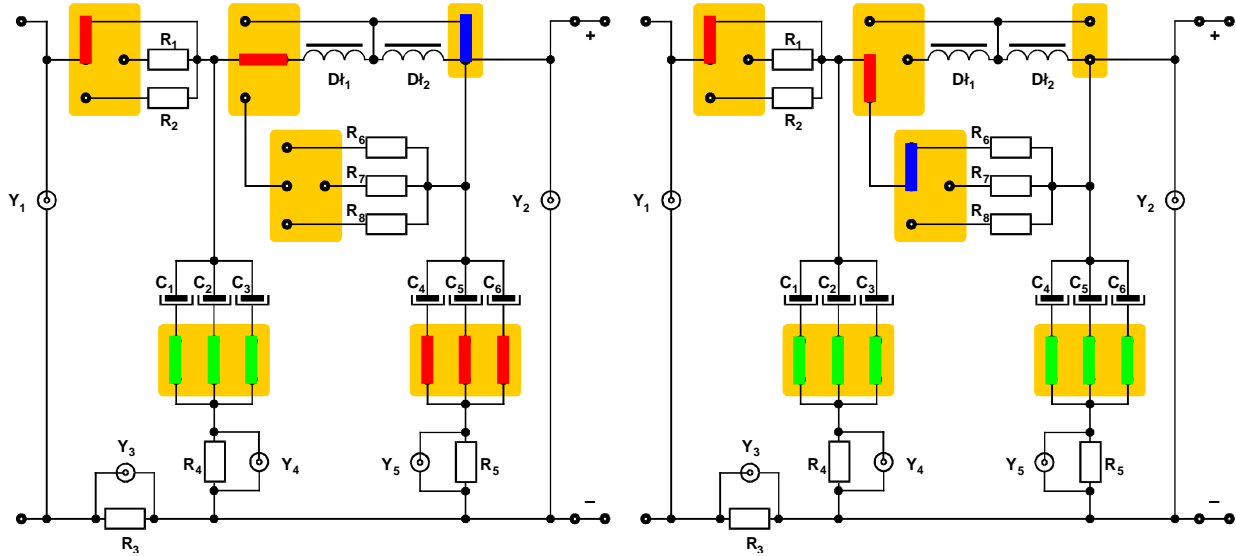 R1
+
R1
+
Dł1 Dł2
Dł1 Dł2
R2
R2
R6
R6
R7
R7
Y1
Y2
Y1
Y2
R8
R8
C1 C2 C3 C4 C5 C6
C1 C2 C3 C4 C5 C6
Y3
R4 Y4 Y5 R5
Y3
R4 Y4 Y5 R5
–
–
R3
R3